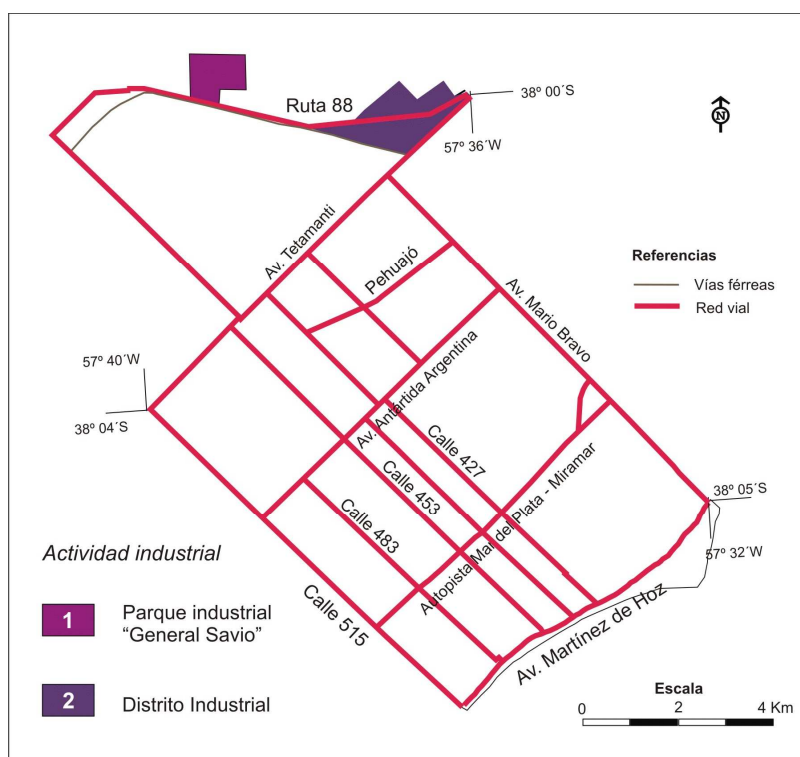 Ruta 88
38º 00´S
57º 36´W
N
Av. Tetamanti
Pehuajó
Av. Mario Bravo
Referencias
Vías férreas
Red vial
57º 40´W
38º 04´S
Av. Antártida Argentina
Calle 427
Calle 453
Calle 483
Autopista Mar del Plata - Miramar
38º 05´S
57º 32´W
Calle 515
Av. Martínez de Hoz
Actividad industrial
1 Parque industrial
“General Savio”
2 Distrito Industrial
Escala
0 2 4 Km